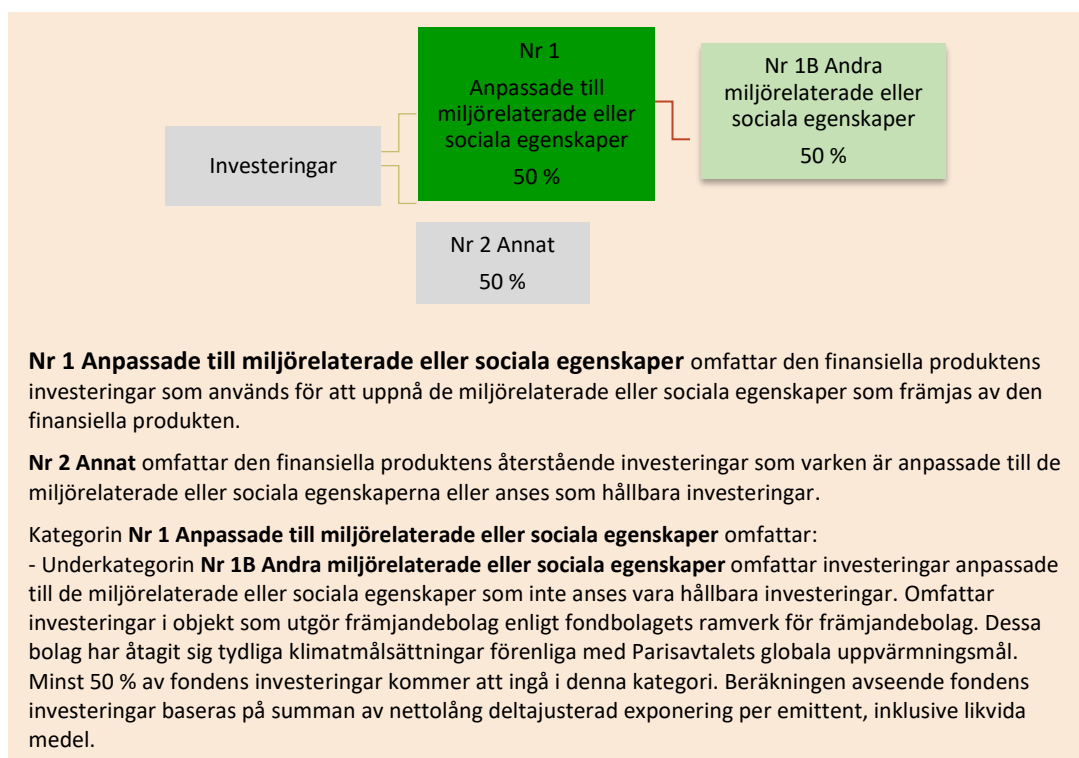 Investeringar
Nr 1
Anpassade till
miljörelaterade eller
sociala egenskaper
50 %
Nr 1B Andra
miljörelaterade eller
sociala egenskaper
50 %
Nr 2 Annat
50 %
Nr 1 Anpassade till miljörelaterade eller sociala egenskaper omfattar den finansiella produktens
investeringar som används för att uppnå de miljörelaterade eller sociala egenskaper som främjas av den
finansiella produkten.
Nr 2 Annat omfattar den finansiella produktens återstående investeringar som varken är anpassade till de
miljörelaterade eller sociala egenskaperna eller anses som hållbara investeringar.
Kategorin Nr 1 Anpassade till miljörelaterade eller sociala egenskaper omfattar:
- Underkategorin Nr 1B Andra miljörelaterade eller sociala egenskaper omfattar investeringar anpassade
till de miljörelaterade eller sociala egenskaper som inte anses vara hållbara investeringar. Omfattar
investeringar i objekt som utgör främjandebolag enligt fondbolagets ramverk för främjandebolag. Dessa
bolag har åtagit sig tydliga klimatmålsättningar förenliga med Parisavtalets globala uppvärmningsmål.
Minst 50 % av fondens investeringar kommer att ingå i denna kategori. Beräkningen avseende fondens
investeringar baseras på summan av nettolång deltajusterad exponering per emittent, inklusive likvida
medel.